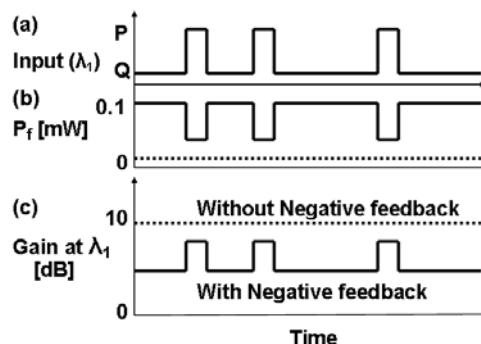 (a)
P
Input (λ₁)
Q
(b)
0.1
P_f [mW]
0
(c)
10
Without Negative feedback
Gain at λ₁
[dB]
With Negative feedback
0
Time